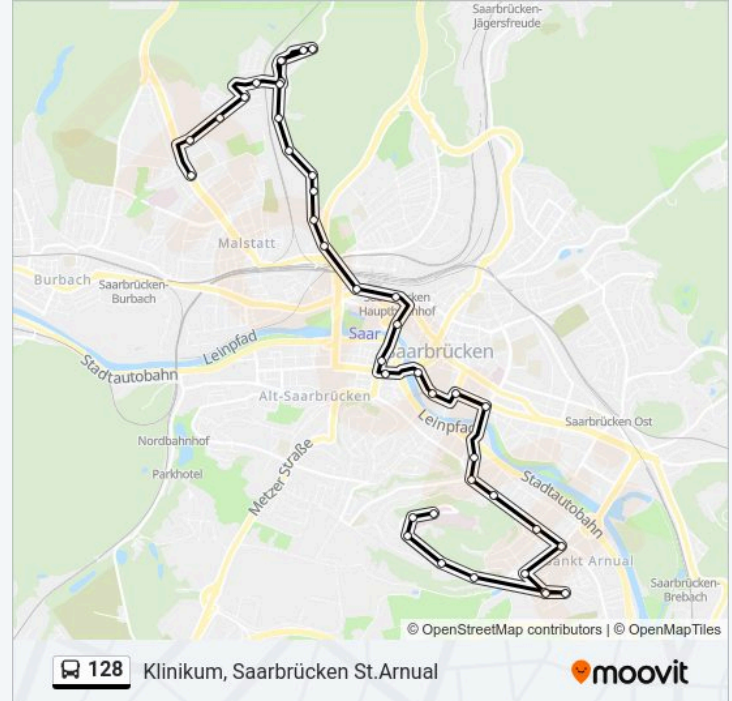 Saarbrücken-
Jägersfreude
Malstatt
Burbach
Saarbrücken-
Burbach
Hauptbahnhof
Saar
Leinpfad
Saarbrücken
Stadtautobahn
Alt-Saarbrücken
Leinpfad
Saarbrücken Ost
Nordbahnhof
Parkhotel
Metzer Straße
Stadtautobahn
Sankt Arnual
Saarbrücken-
Brebach
© OpenStreetMap contributors | © OpenMapTiles
128 Klinikum, Saarbrücken St.Arnual
moovit